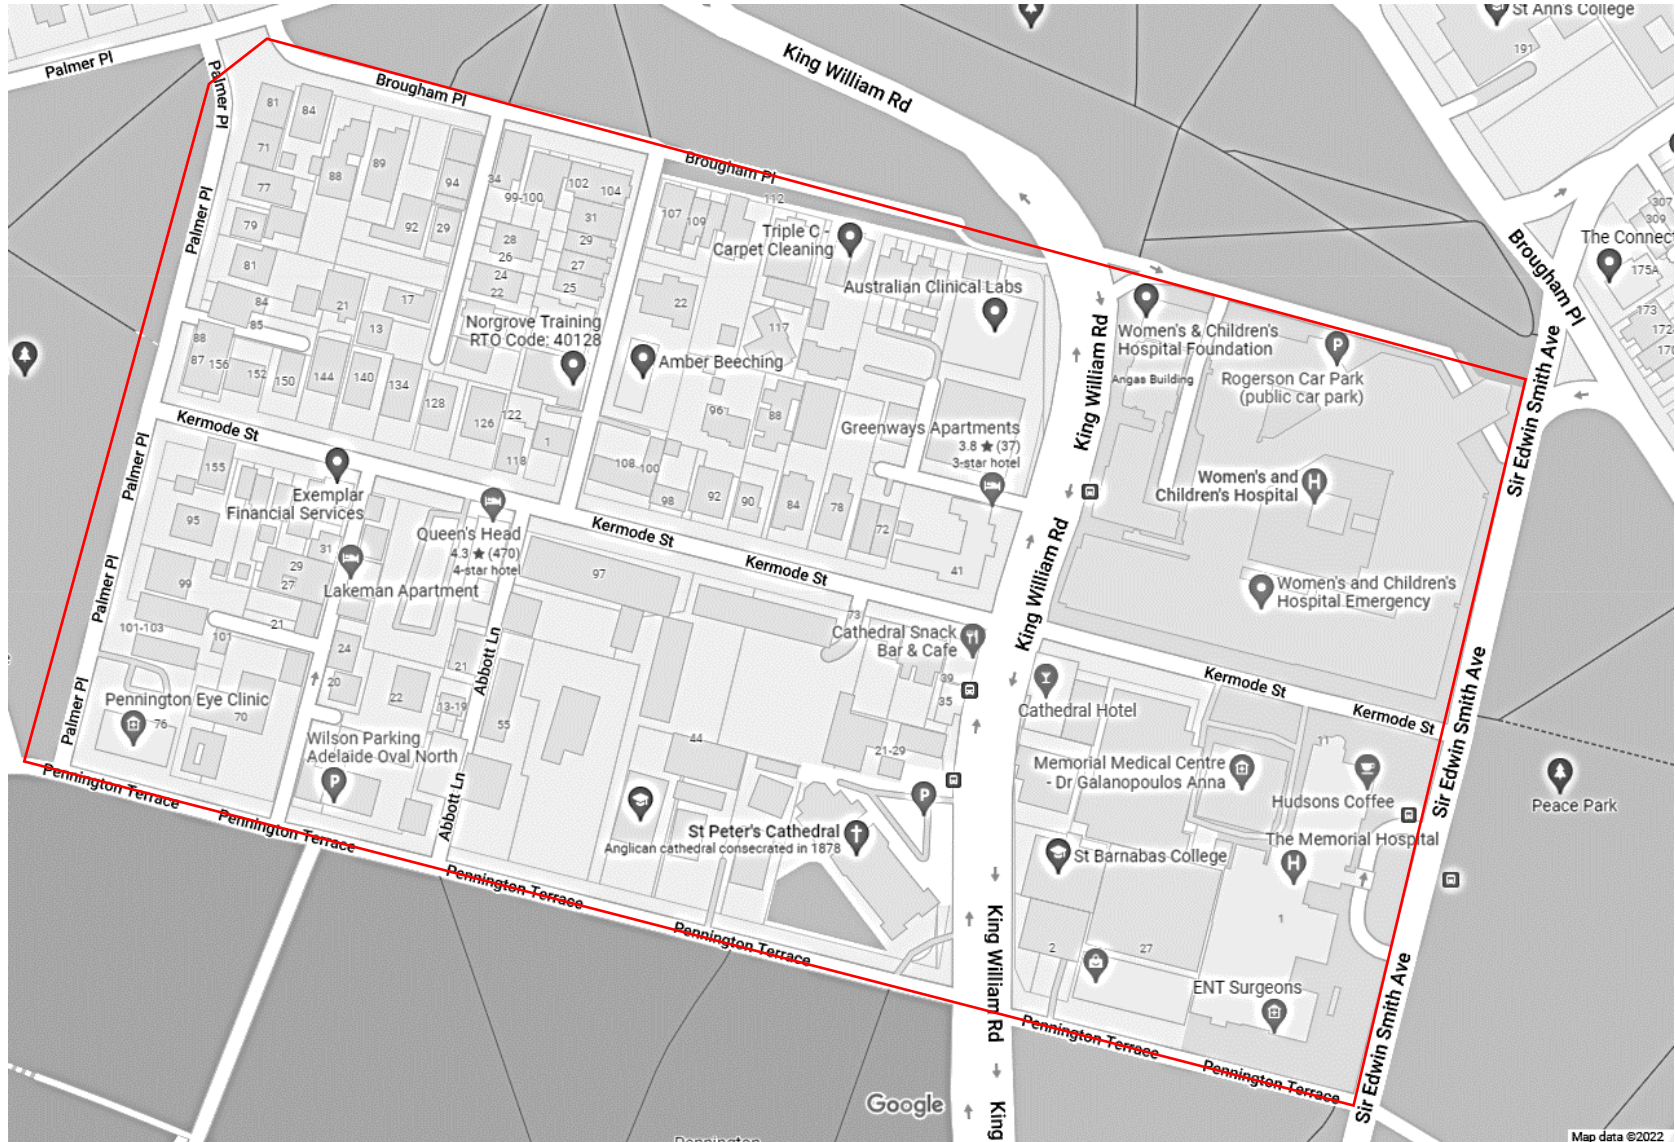 St Ann's College
191
Palmer Pl
King William Rd
Palmer Pl
Brougham Pl
81
84
71
89
88
94
34
99-100
102
104
77
Palmer Pl
79
92
29
31
107
109
112
Brougham Pl
Triple C -
Carpet Cleaning
28
26
29
24
27
22
25
81
84
21
17
22
Australian Clinical Labs
307
309
The Connect
175A
Brougham Pl
173
172
170
85
13
Norgrove Training
RTO Code: 40128
117
King William Rd
Women's & Children's
Hospital Foundation
Angas Building
Rogerson Car Park
(public car park)
Sir Edwin Smith Ave
88
87
156
152
150
144
140
134
128
126
122
118
1
Amber Beeching
96
88
Greenways Apartments
3.8 ★ (37)
3-star hotel
Kermode St
Palmer Pl
155
Exemplar
Financial Services
108
100
98
92
90
84
78
72
41
Women's and
Children's Hospital
Queen's Head
4.3 ★ (470)
4-star hotel
Kermode St
Kermode St
King William Rd
95
31
29
27
99
Palmer Pl
Lakeman Apartment
97
73
Women's and Children's
Hospital Emergency
101-103
101
21
24
20
22
21
13-19
Abbott Ln
55
Cathedral Snack
Bar & Cafe
39
35
Kermode St
Kermode St
Sir Edwin Smith Ave
Pennington Eye Clinic
76
70
Palmer Pl
Wilson Parking
Adelaide Oval North
44
21-29
Cathedral Hotel
11
Memorial Medical Centre
- Dr Galanopoulos Anna
Hudsons Coffee
Peace Park
Pennington Terrace
Pennington Terrace
Abbott Ln
St Peter's Cathedral
Anglican cathedral consecrated in 1878
The Memorial Hospital
St Barnabas College
Pennington Terrace
Pennington Terrace
King William Rd
2
27
1
ENT Surgeons
Pennington Terrace
Pennington Terrace
Sir Edwin Smith Ave
Google
King
Pennington
Map data ©2022